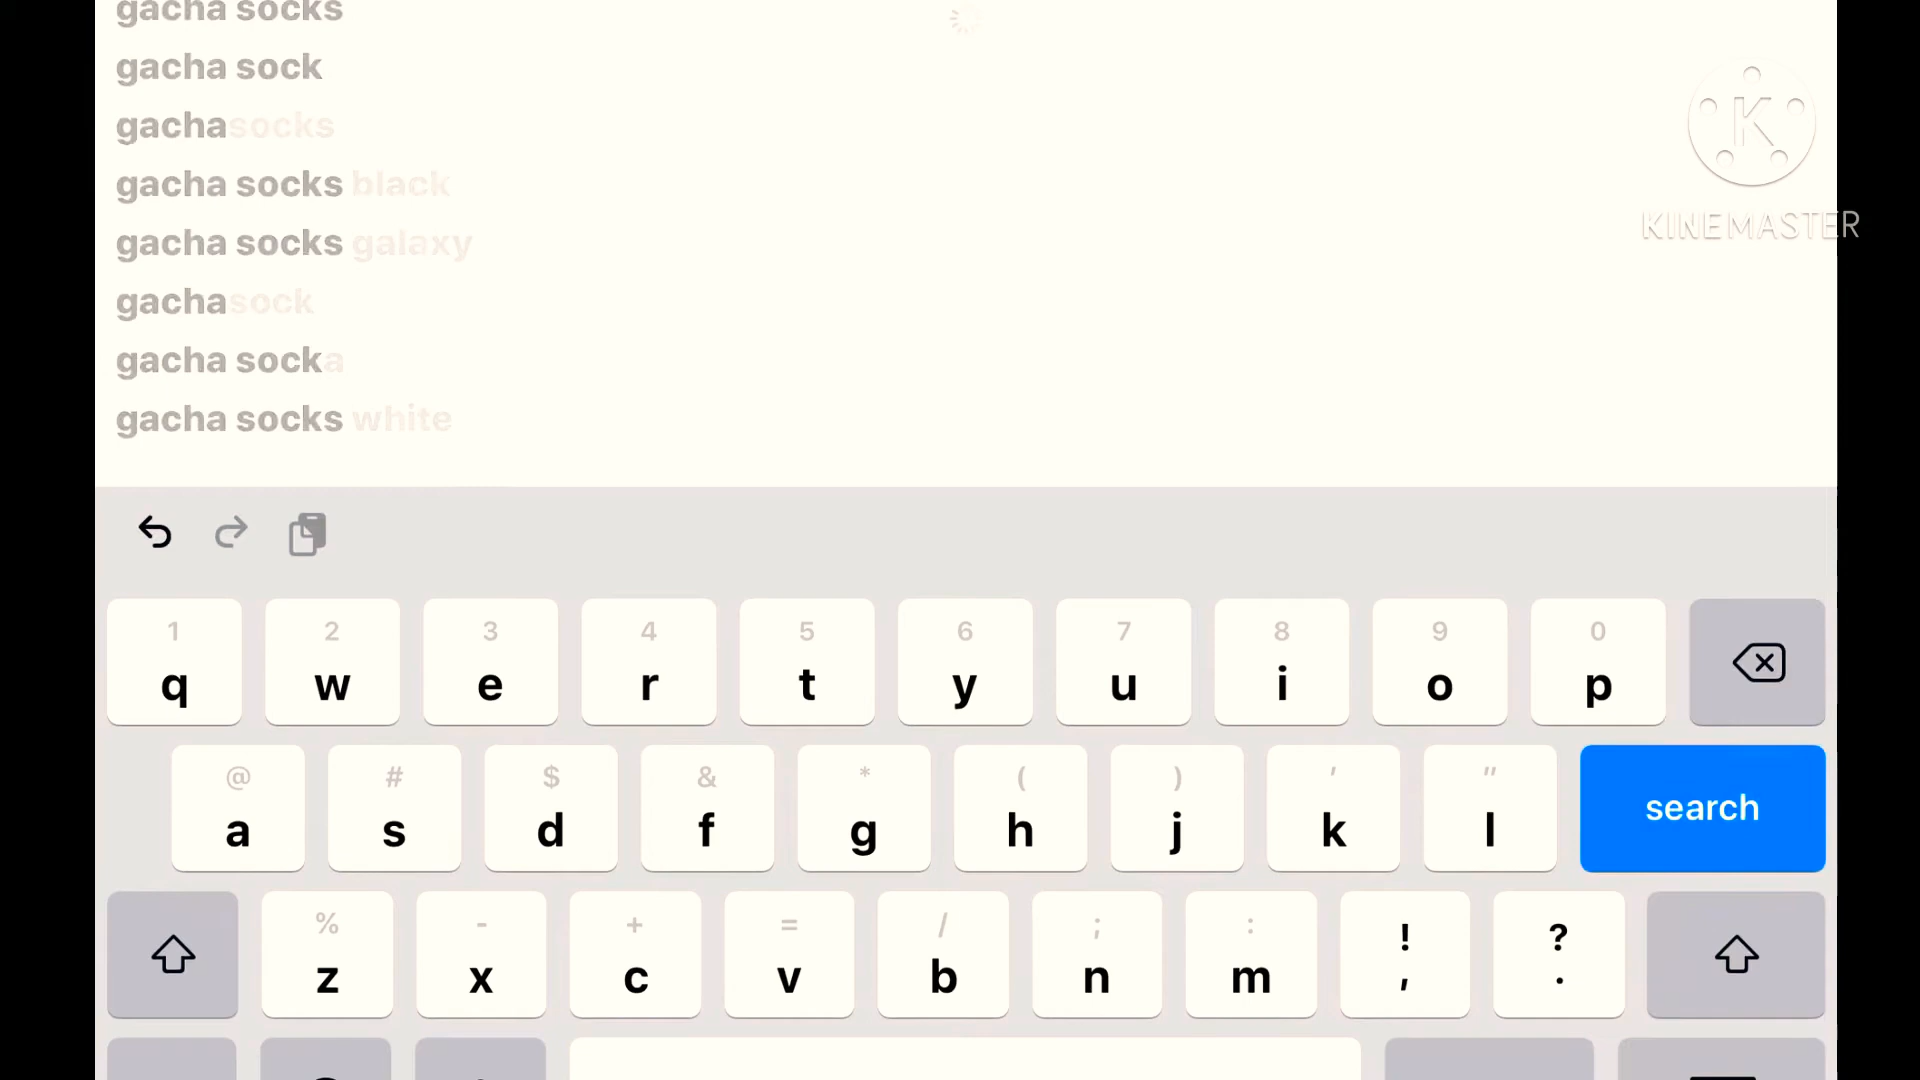 gacha socks
gacha sock
gachasocks
gacha socks black
gacha socks galaxy
gachasock
gacha socka
gacha socks white
K
KINEMASTER
1 2 3 4 5 6 7 8 9 0
q w e r t y u i o p
@ # $ & * ( ) ' "
a s d f g h j k l search
% - + = / ; : ! ?
z x c v b n m , .